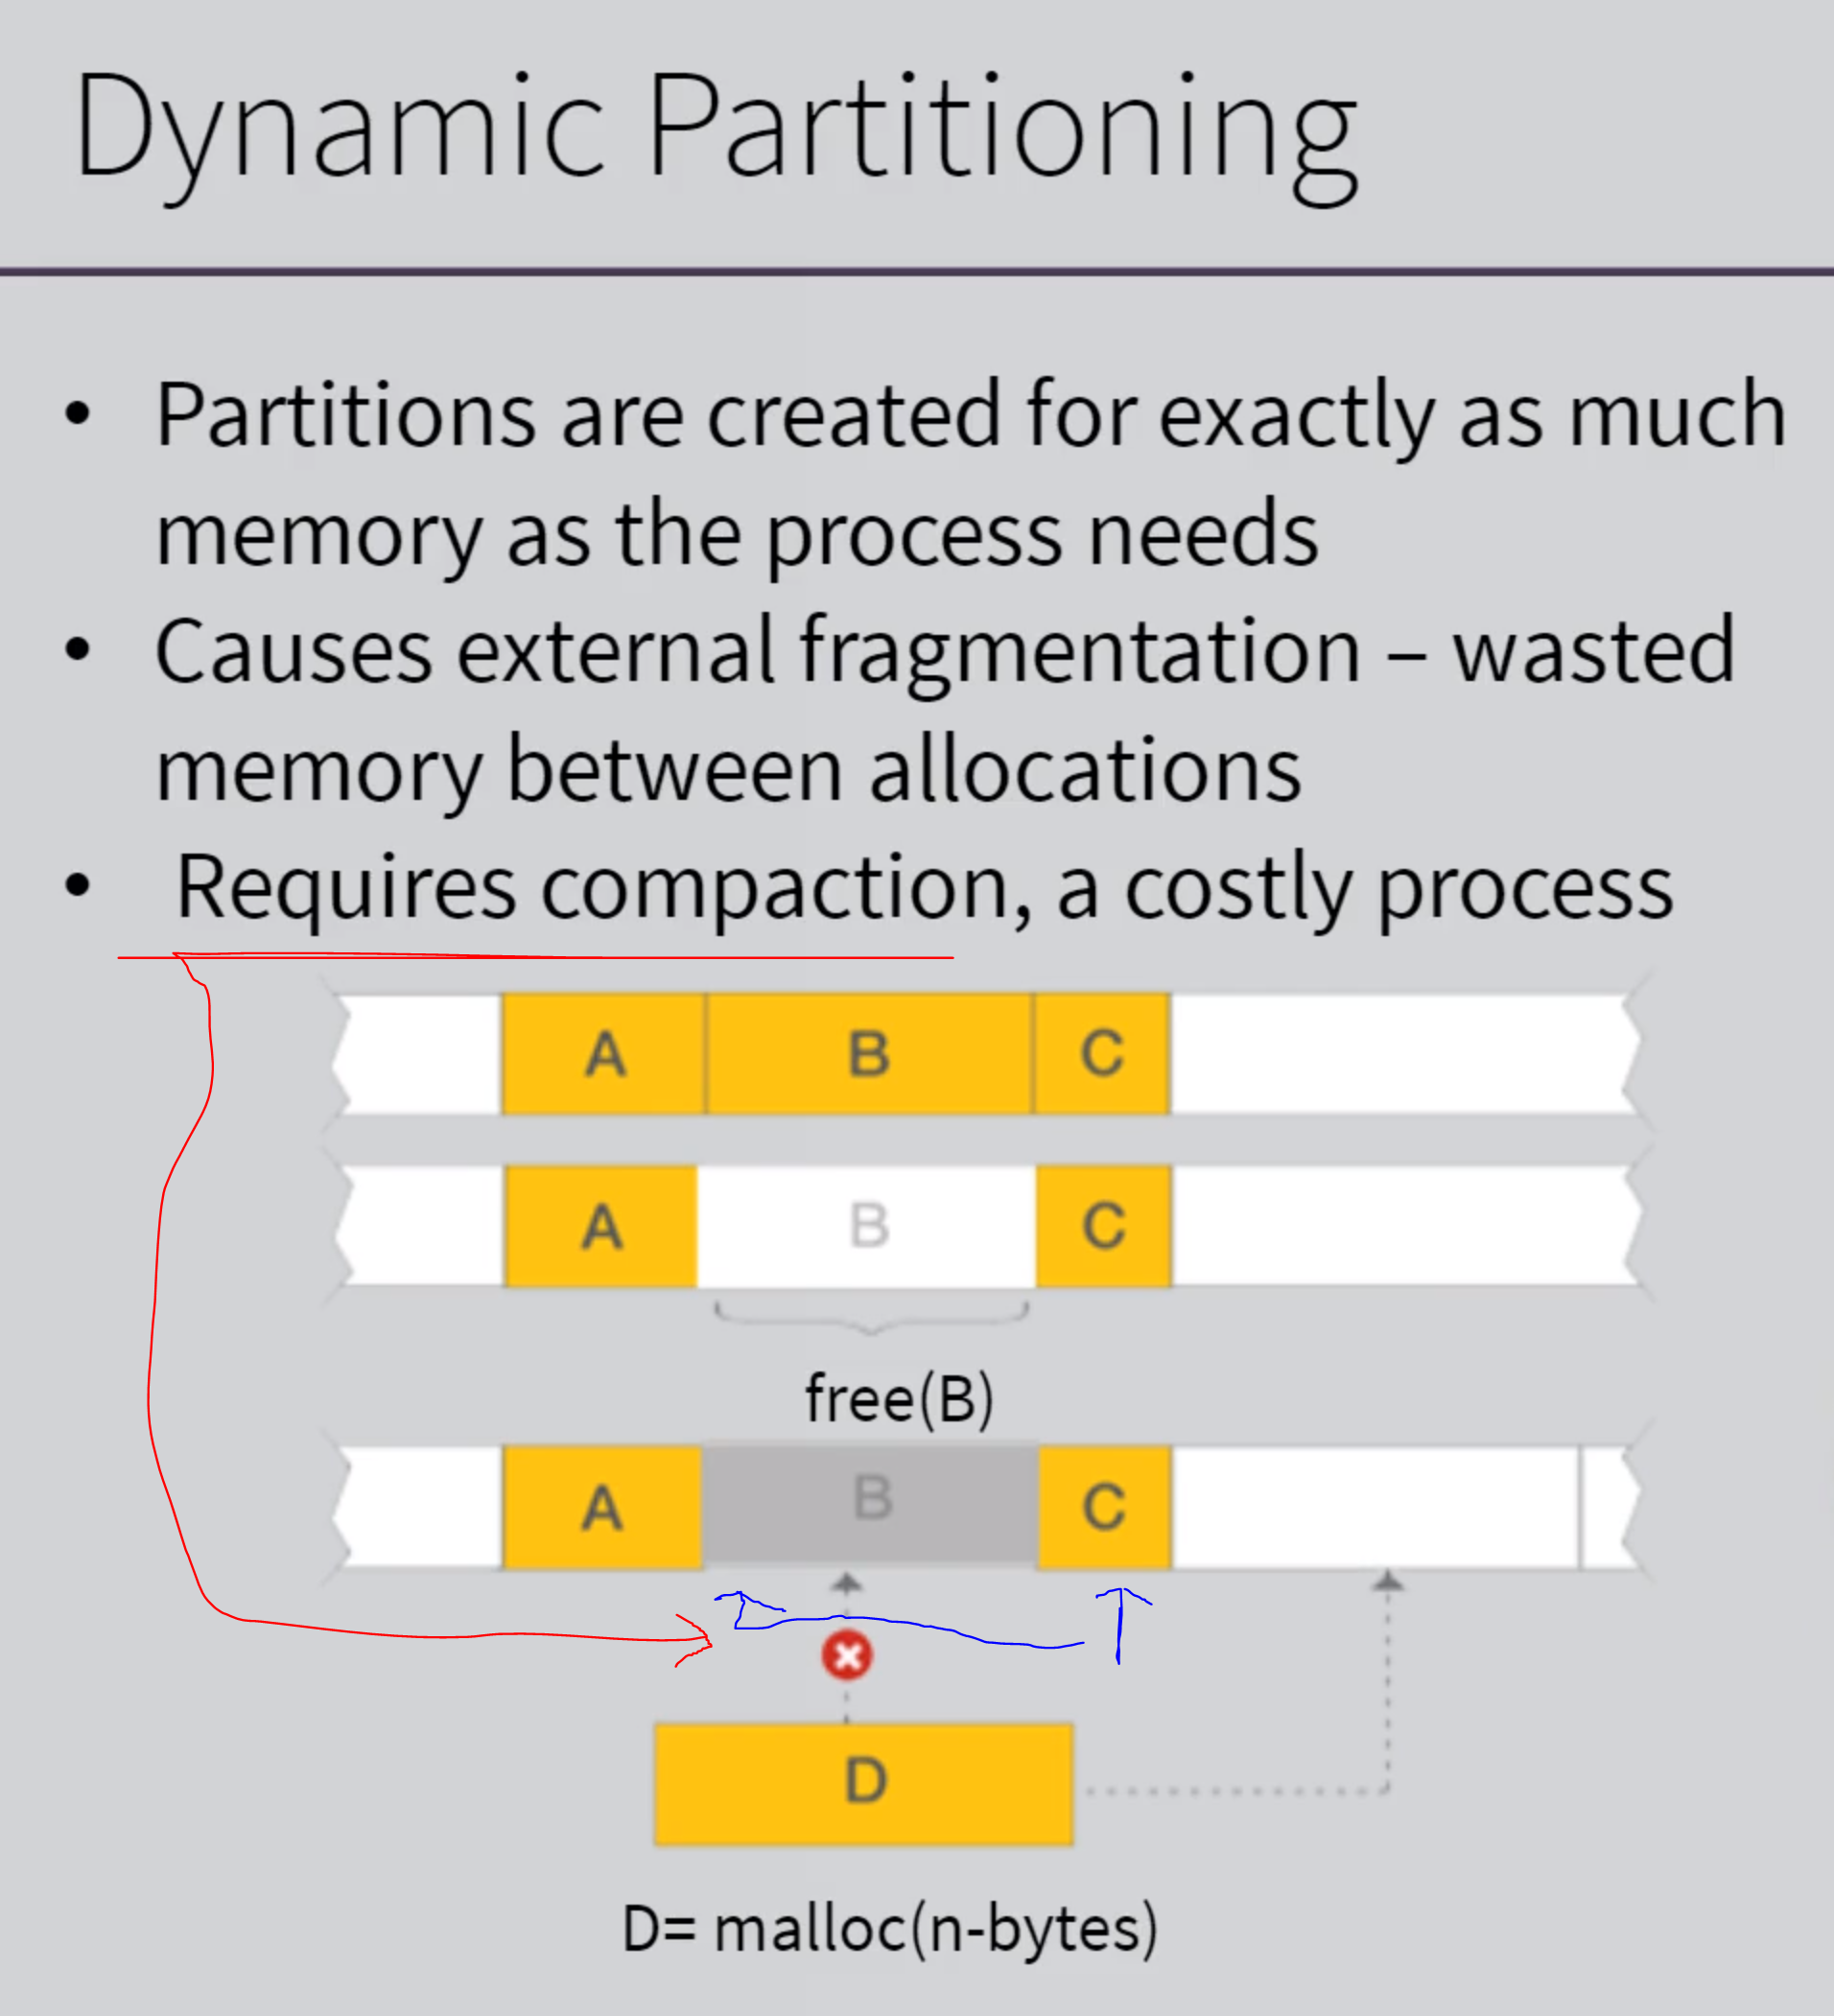 Dynamic Partitioning
• Partitions are created for exactly as much
memory as the process needs
• Causes external fragmentation – wasted
memory between allocations
• Requires compaction, a costly process
A B C
A B C
free(B)
A B C
D
D= malloc(n-bytes)